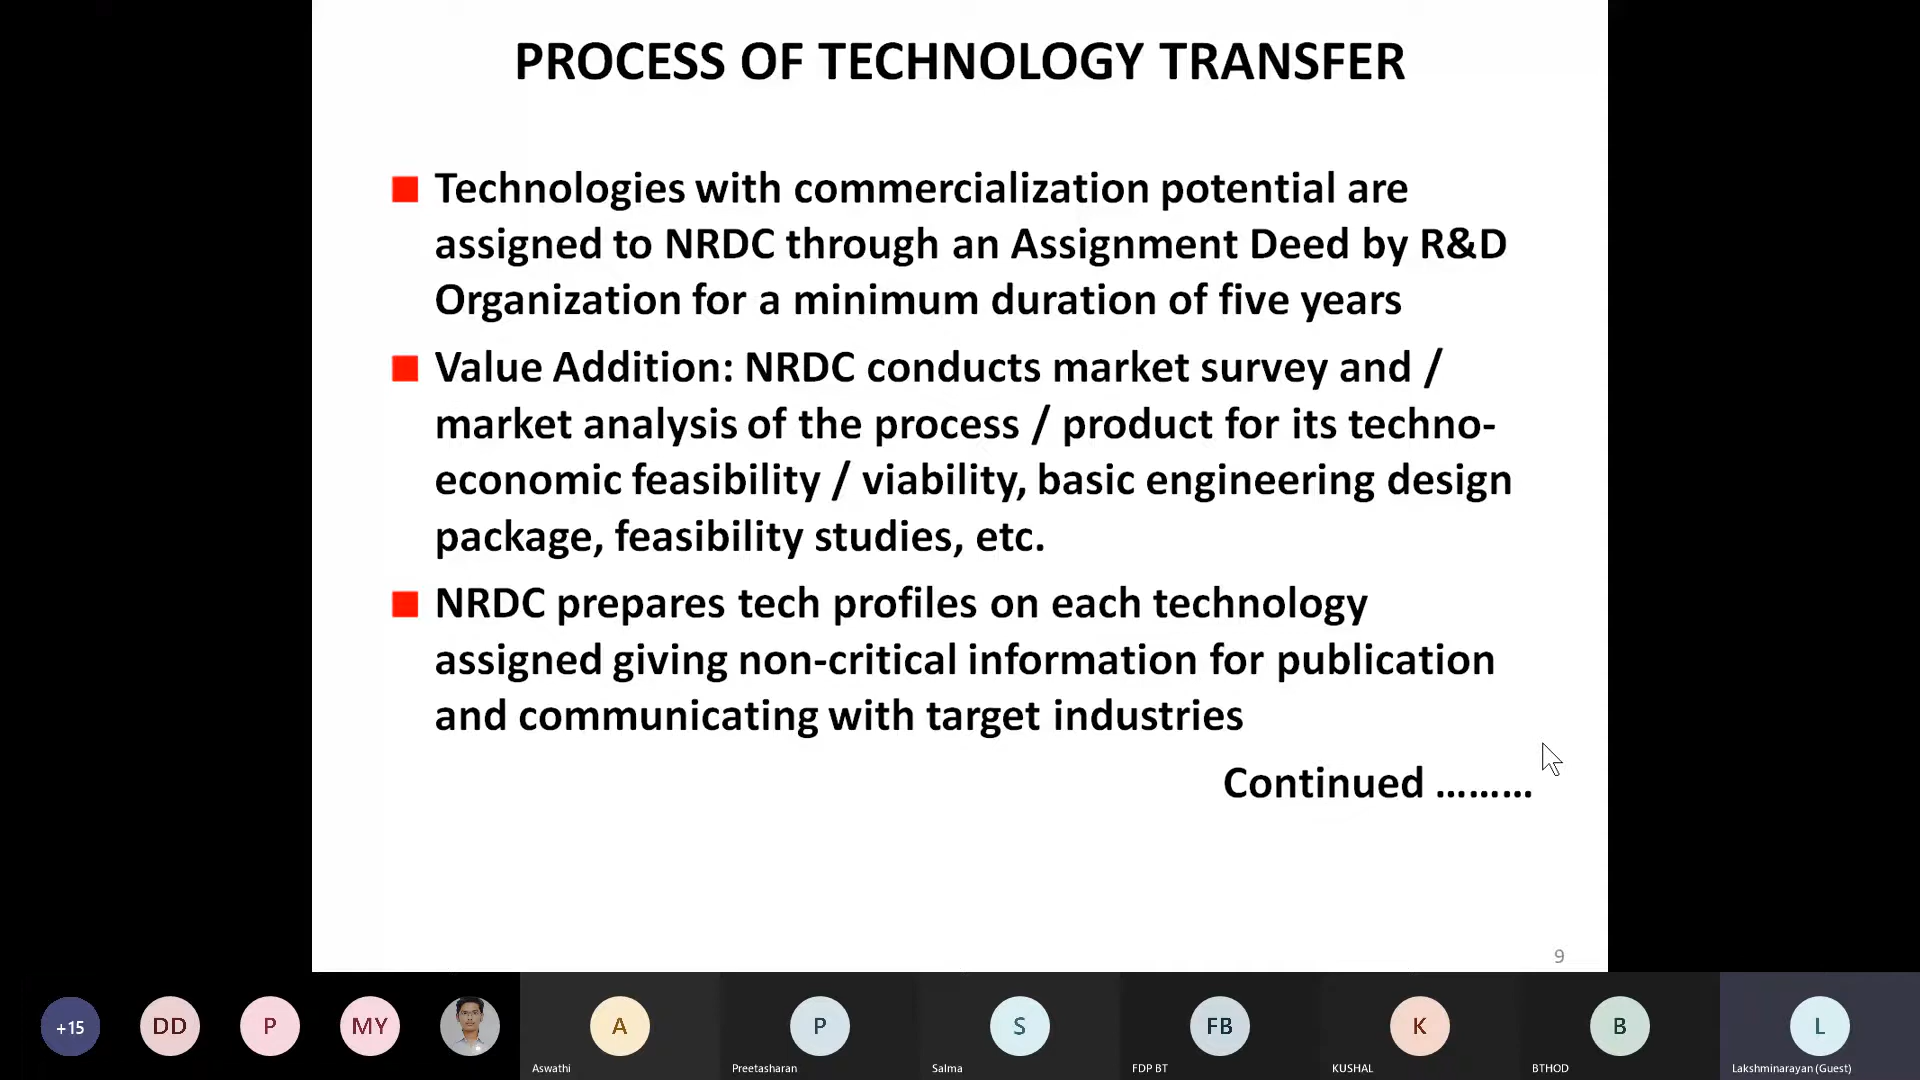 PROCESS OF TECHNOLOGY TRANSFER
Technologies with commercialization potential are
assigned to NRDC through an Assignment Deed by R&D
Organization for a minimum duration of five years
Value Addition: NRDC conducts market survey and /
market analysis of the process / product for its techno-
economic feasibility / viability, basic engineering design
package, feasibility studies, etc.
NRDC prepares tech profiles on each technology
assigned giving non-critical information for publication
and communicating with target industries
Continued ………
9
+15
DD
P
MY
A
P
S
FB
K
B
L
Aswathi
Preetasharan
Salma
FDP BT
KUSHAL
BTHOD
Lakshminarayan (Guest)